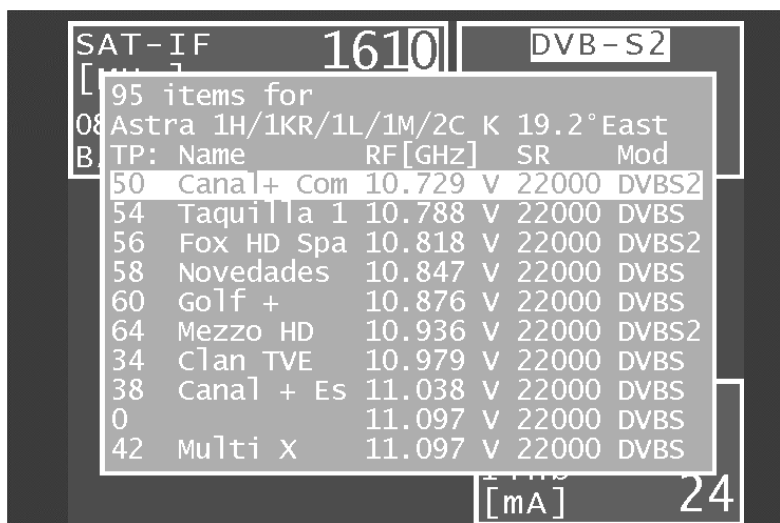 SAT-IF 1610 DVB-S2
95 items for
08 Astra 1H/1KR/1L/1M/2C K 19.2°East
B TP: Name RF[GHz] SR Mod
50 Canal+ Com 10.729 V 22000 DVBS2
54 Taquilla 1 10.788 V 22000 DVBS
56 Fox HD Spa 10.818 V 22000 DVBS2
58 Novedades 10.847 V 22000 DVBS
60 Golf + 10.876 V 22000 DVBS
64 Mezzo HD 10.936 V 22000 DVBS2
34 Clan TVE 10.979 V 22000 DVBS
38 Canal + Es 11.038 V 22000 DVBS
0 11.097 V 22000 DVBS
42 Multi X 11.097 V 22000 DVBS
[mA] 24